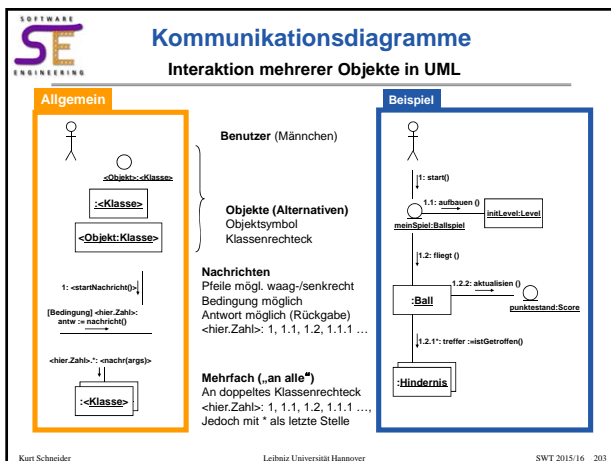 SOFTWARE
SE
ENGINEERING
Kommunikationsdiagramme
Interaktion mehrerer Objekte in UML
Allgemein
<Objekt>:<Klasse>
:<Klasse>
<Objekt:Klasse>
1: <startNachricht()>
[Bedingung] <hier.Zahl>:
antw := nachricht()
<hier.Zahl>.*: <nachr(args)>
:<Klasse>
Benutzer (Männchen)
Objekte (Alternativen)
Objektsymbol
Klassenrechteck
Nachrichten
Pfeile mögl. waag-/senkrecht
Bedingung möglich
Antwort möglich (Rückgabe)
<hier.Zahl>: 1, 1.1, 1.2, 1.1.1 …
Mehrfach („an alle“)
An doppeltes Klassenrechteck
<hier.Zahl>: 1, 1.1, 1.2, 1.1.1 …,
Jedoch mit * als letzte Stelle
Beispiel
1: start()
1.1: aufbauen ()
initLevel:Level
meinSpiel:Ballspiel
1.2: fliegt ()
1.2.2: aktualisien ()
:Ball
punktestand:Score
1.2.1*: treffer :=istGetroffen()
:Hindernis
Kurt Schneider
Leibniz Universität Hannover
SWT 2015/16 203